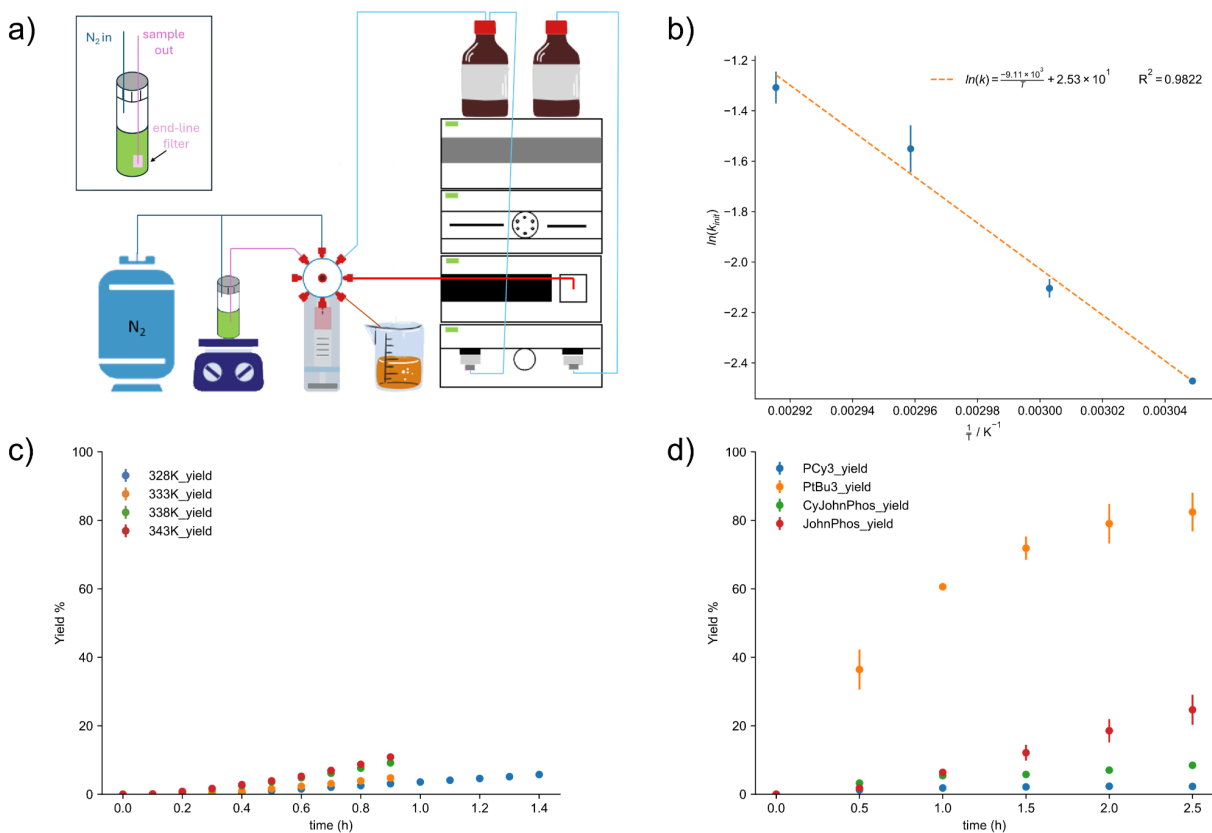 a)
N2 in
sample
out
end-line
filter
N2
b)
ln(k) = −9.11 × 10³/T + 2.53 × 10¹ R² = 0.9822
−1.2
−1.4
−1.6
−1.8
−2.0
−2.2
−2.4
ln(kinit)
0.00292 0.00294 0.00296 0.00298 0.00300 0.00302 0.00304
1/T / K⁻¹
c)
328K_yield
333K_yield
338K_yield
343K_yield
100
80
60
40
20
0
Yield %
0.0 0.2 0.4 0.6 0.8 1.0 1.2 1.4
time (h)
d)
PCy3_yield
PtBu3_yield
CyJohnPhos_yield
JohnPhos_yield
100
80
60
40
20
0
Yield %
0.0 0.5 1.0 1.5 2.0 2.5
time (h)